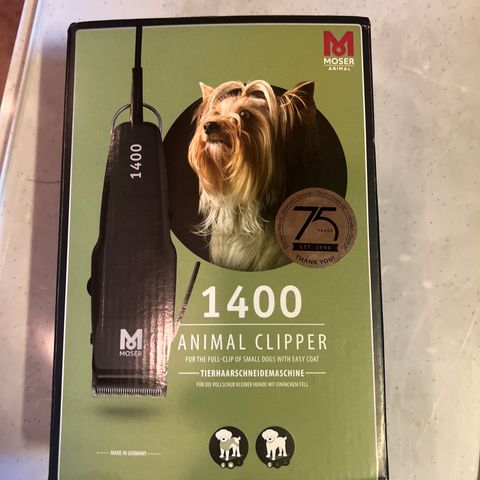 MOSER
ANIMAL
1400
75
YEARS
EST. 1946
THANK YOU!
1400
ANIMAL CLIPPER
FOR THE FULL-CLIP OF SMALL DOGS WITH EASY COAT
TIERHAARSCHNEIDEMASCHINE
FÜR DIE VOLLSCHUR KLEINER HUNDE MIT EINFACHEM FELL
MOSER
MADE IN GERMANY